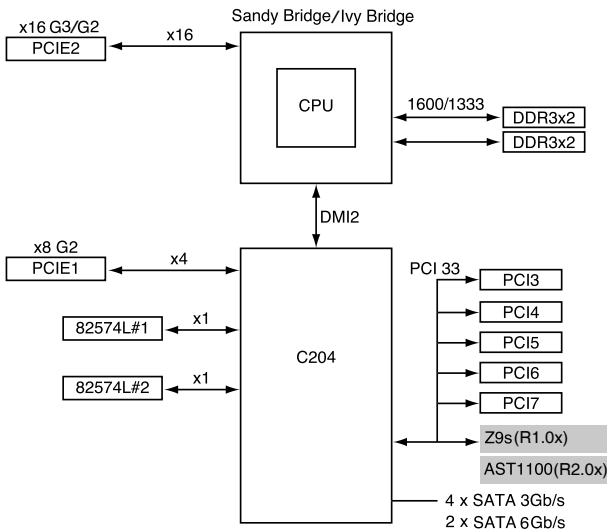 Sandy Bridge/Ivy Bridge
x16 G3/G2
PCIE2
x16
CPU
1600/1333
DDR3x2
DDR3x2
DMI2
x8 G2
PCIE1
x4
82574L#1
x1
82574L#2
x1
C204
PCI 33
PCI3
PCI4
PCI5
PCI6
PCI7
Z9s(R1.0x)
AST1100(R2.0x)
4 x SATA 3Gb/s
2 x SATA 6Gb/s